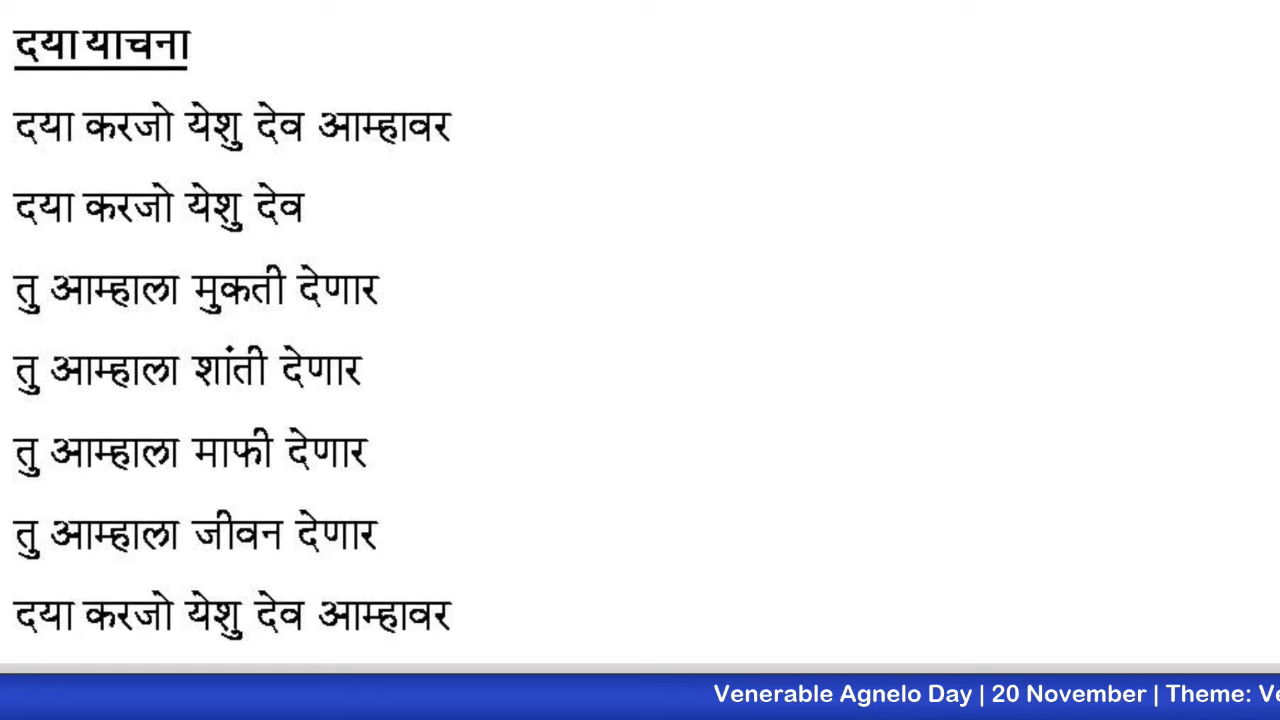 दया याचना
दया करजो येशु देव आम्हावर
दया करजो येशु देव
तु आम्हाला मुकती देणार
तु आम्हाला शांती देणार
तु आम्हाला माफी देणार
तु आम्हाला जीवन देणार
दया करजो येशु देव आम्हावर
Venerable Agnelo Day | 20 November | Theme: Ve